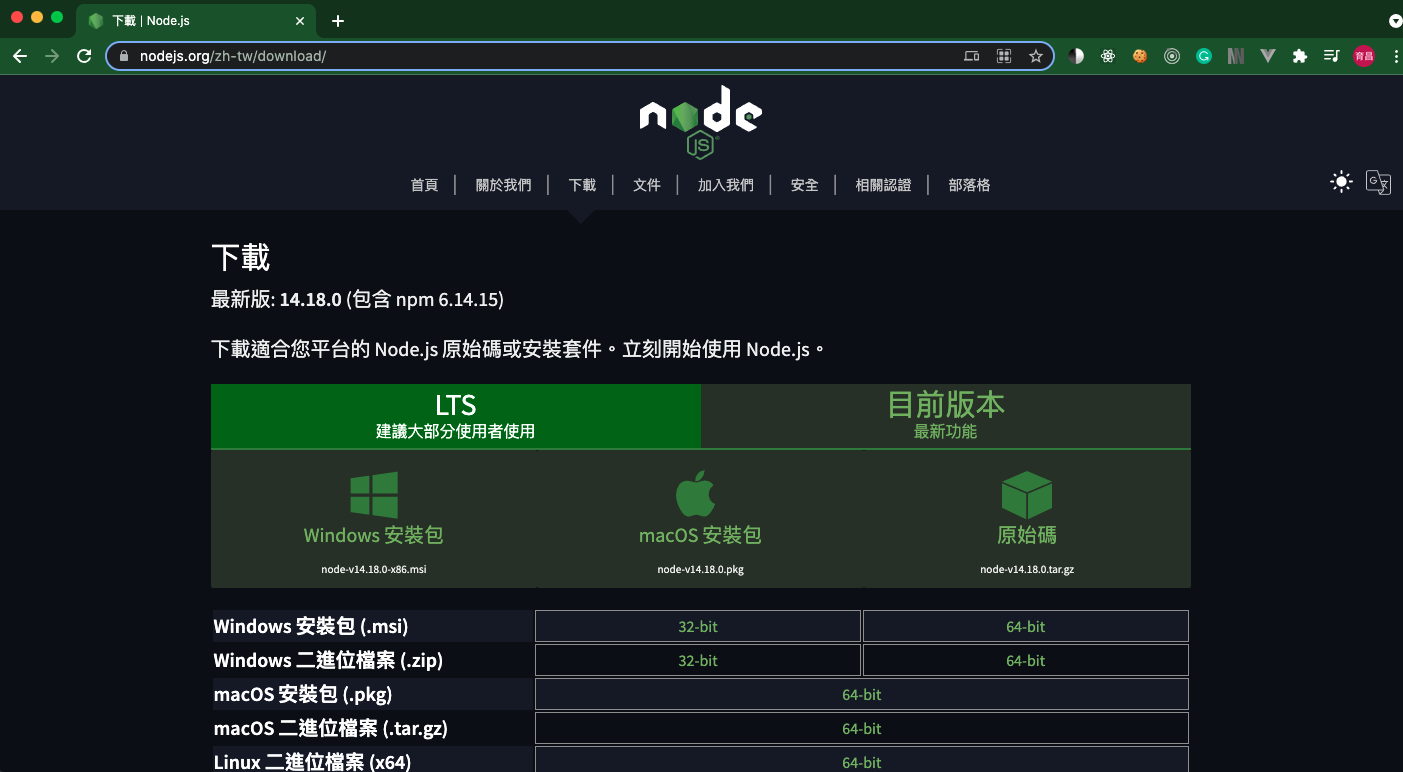 下載 | Node.js
nodejs.org/zh-tw/download/
育昌
node
JS
首頁 | 關於我們 | 下載 | 文件 | 加入我們 | 安全 | 相關認證 | 部落格
下載
最新版: 14.18.0 (包含 npm 6.14.15)
下載適合您平台的 Node.js 原始碼或安裝套件。立刻開始使用 Node.js。
LTS
建議大部分使用者使用
目前版本
最新功能
Windows 安裝包
node-v14.18.0-x86.msi
macOS 安裝包
node-v14.18.0.pkg
原始碼
node-v14.18.0.tar.gz
Windows 安裝包 (.msi) 32-bit 64-bit
Windows 二進位檔案 (.zip) 32-bit 64-bit
macOS 安裝包 (.pkg) 64-bit
macOS 二進位檔案 (.tar.gz) 64-bit
Linux 二進位檔案 (x64) 64-bit